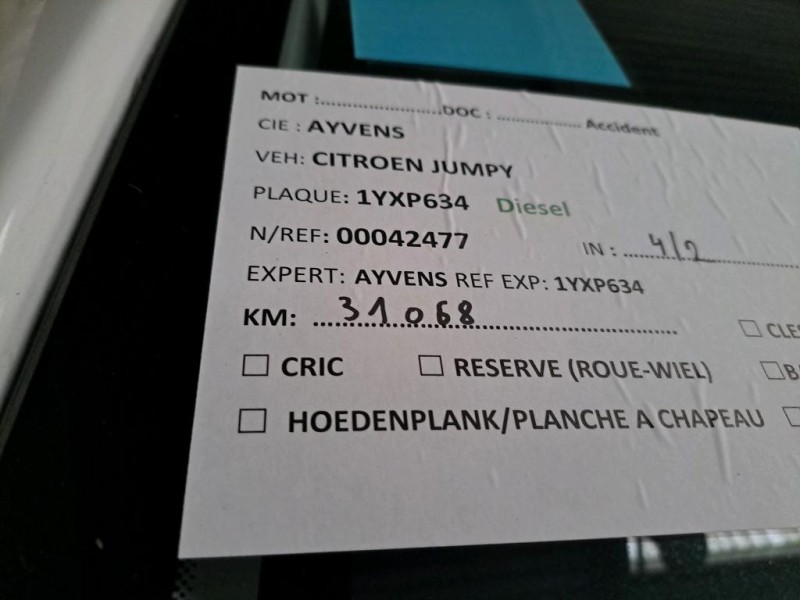 MOT :......................DOC : ................ Accident
CIE : AYVENS
VEH: CITROEN JUMPY
PLAQUE: 1YXP634 Diesel
N/REF: 00042477 IN : 4/2
EXPERT: AYVENS REF EXP: 1YXP634
KM: 31068
☐ CRIC ☐ RESERVE (ROUE-WIEL)
☐ HOEDENPLANK/PLANCHE A CHAPEAU